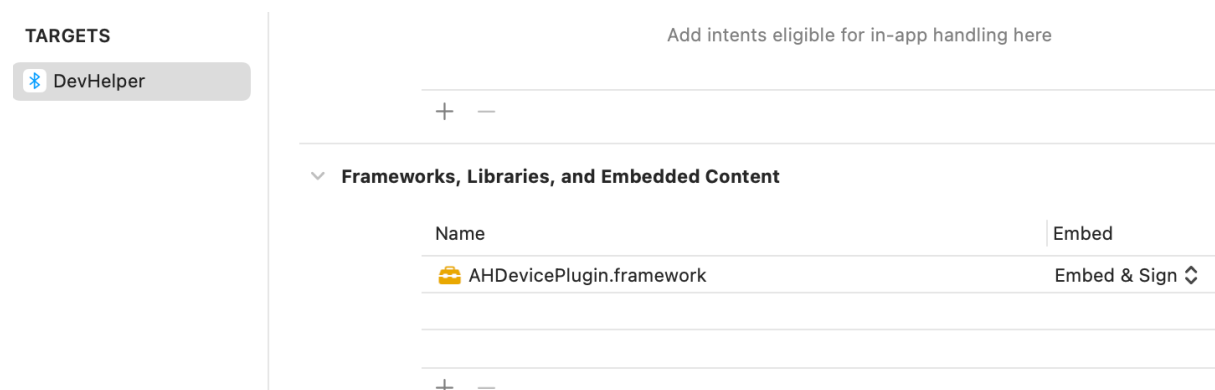 TARGETS
DevHelper
Add intents eligible for in-app handling here
Frameworks, Libraries, and Embedded Content
Name Embed
AHDevicePlugin.framework Embed & Sign